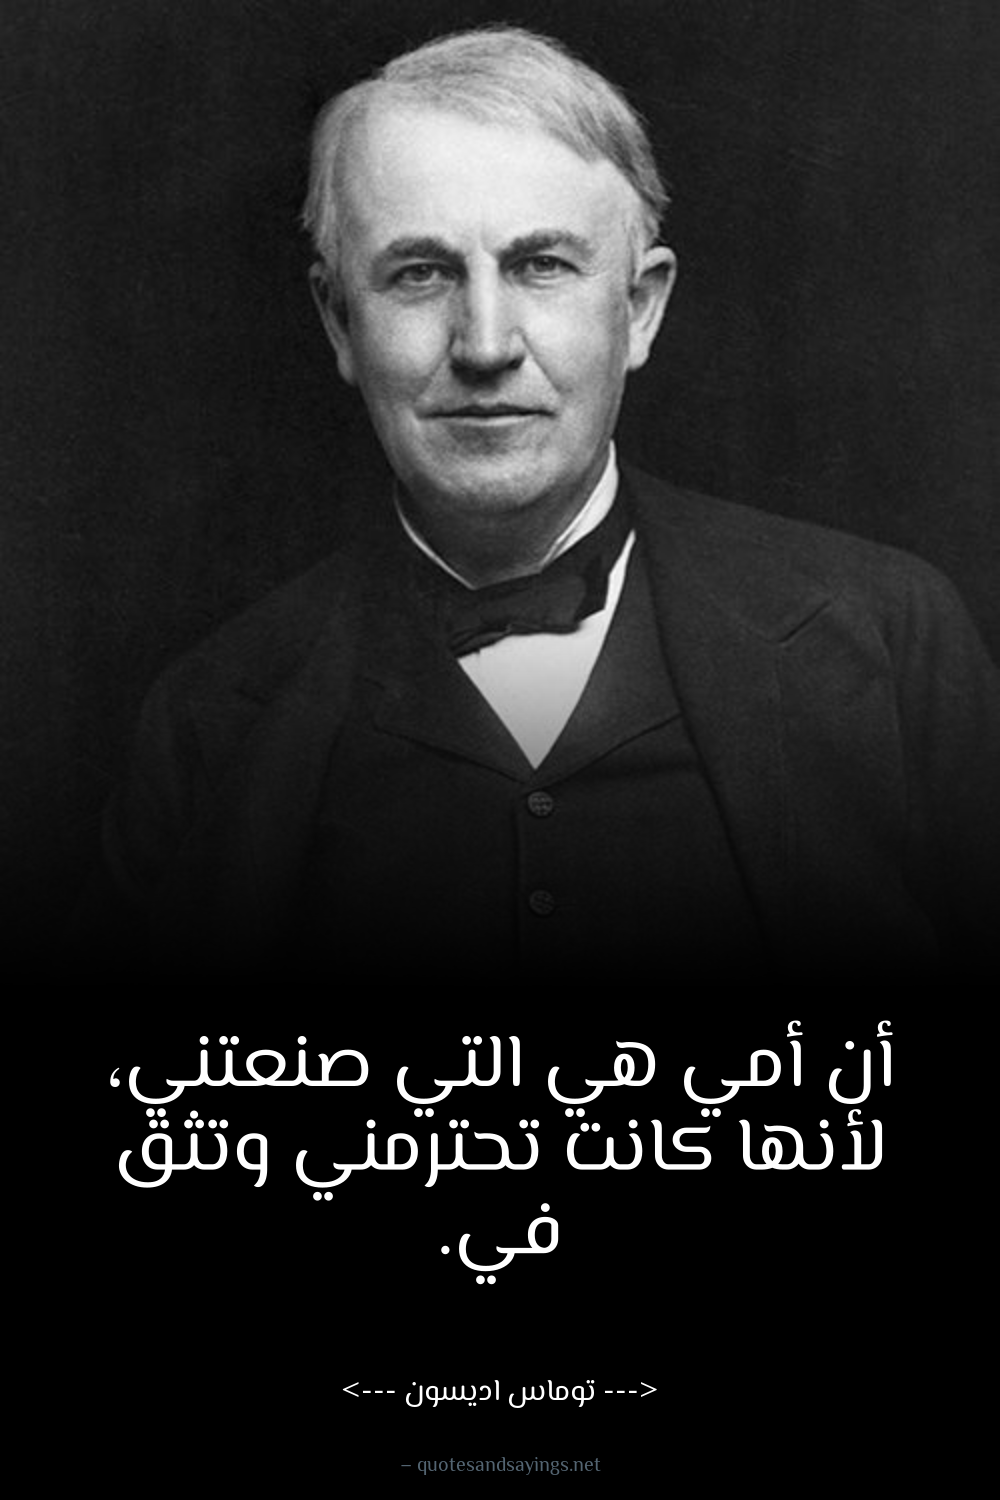 أن أمي هي التي صنعتني،
لأنها كانت تحترمني وتثق
في.
<--- توماس اديسون --->
– quotesandsayings.net